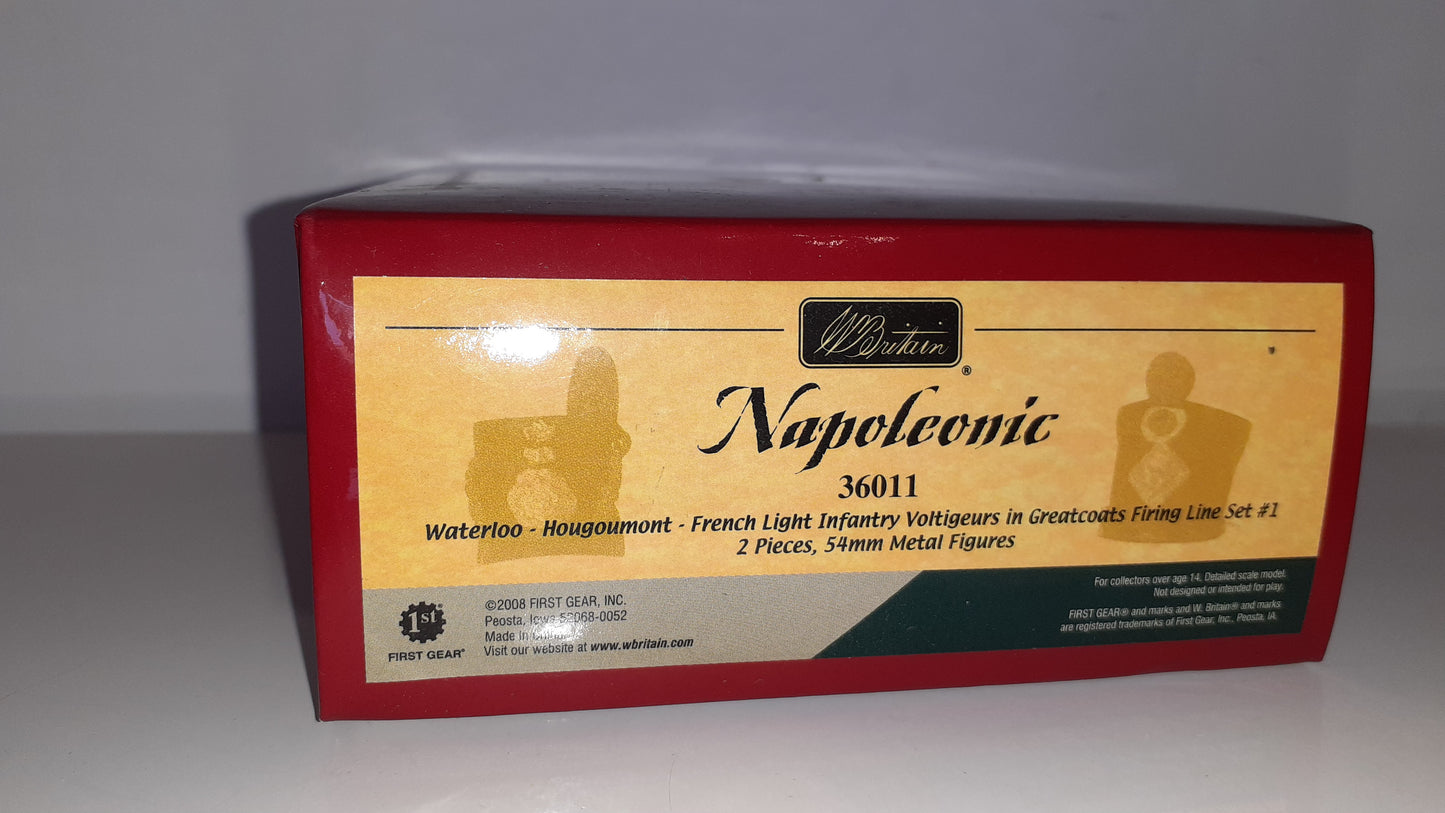 W Britain
®
Napoleonic
36011
Waterloo - Hougoumont - French Light Infantry Voltigeurs in Greatcoats Firing Line Set #1
2 Pieces, 54mm Metal Figures
For collectors over age 14. Detailed scale model.
Not designed or intended for play.
FIRST GEAR® and marks and W. Britain® and marks
are registered trademarks of First Gear, Inc., Peosta, IA.
1st
FIRST GEAR®
©2008 FIRST GEAR, INC.
Peosta, Iowa 52068-0052
Made in China
Visit our website at www.wbritain.com